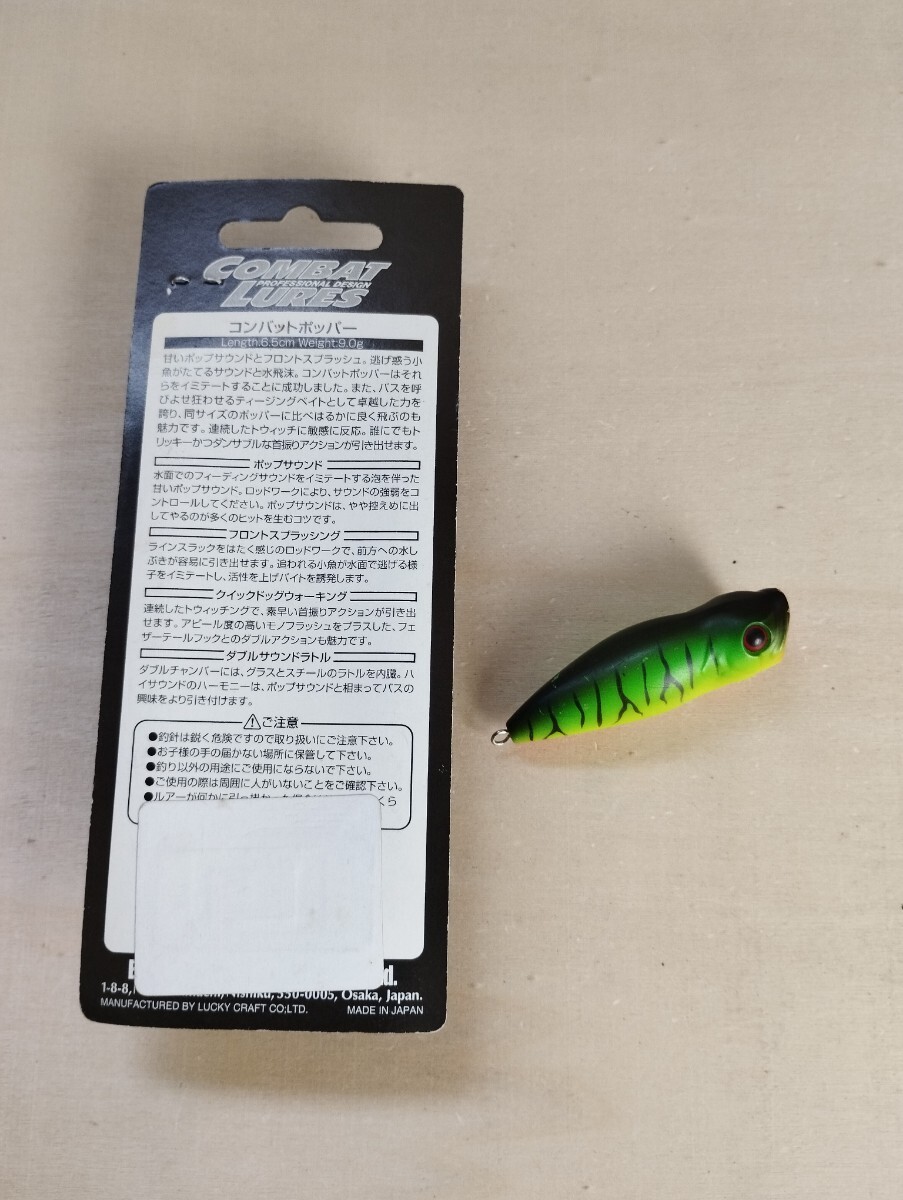 COMBAT
PROFESSIONAL DESIGN
LURES
コンバットポッパー
Length:6.5cm Weight:9.0g
甘いポップサウンドとフロントスプラッシュ。逃げ惑う小
魚がたてるサウンドと水飛沫。コンバットポッパーはそれ
らをイミテートすることに成功しました。また、バスを呼
びよせ狂わせるティージングベイトとして卓越した力を
誇り、同サイズのポッパーに比べはるかに良く飛ぶのも
魅力です。連続したトウィッチに敏感に反応。誰にでもト
リッキーかつダンサブルな首振りアクションが引き出せます。
ポップサウンド
水面でのフィーディングサウンドをイミテートする泡を伴った
甘いポップサウンド。ロッドワークにより、サウンドの強弱をコ
ントロールしてください。ポップサウンドは、やや控えめに出
してやるのが多くのヒットを生むコツです。
フロントスプラッシング
ラインスラックをはたく感じのロッドワークで、前方への水し
ぶきが容易に引き出せます。追われる小魚が水面で逃げる様
子をイミテートし、活性を上げバイトを誘発します。
クイックドッグウォーキング
連続したトウィッチングで、素早い首振りアクションが引き出
せます。アピール度の高いモノフラッシュをプラスした、フェ
ザーテールフックとのダブルアクションも魅力です。
ダブルサウンドラトル
ダブルチャンバーには、グラスとスチールのラトルを内臓。ハ
イサウンドのハーモニーは、ポップサウンドと相まってバスの
興味をより引き付けます。
ご注意
●釣針は鋭く危険ですので取り扱いにご注意下さい。
●お子様の手の届かない場所に保管して下さい。
●釣り以外の用途にご使用にならないで下さい。
●ご使用の際は周囲に人がいないことをご確認下さい。
●ルアーが何かに引っ掛かった くら
d.
1-8-8, Nishiku, 550-0005, Osaka, Japan.
MANUFACTURED BY LUCKY CRAFT CO;LTD. MADE IN JAPAN